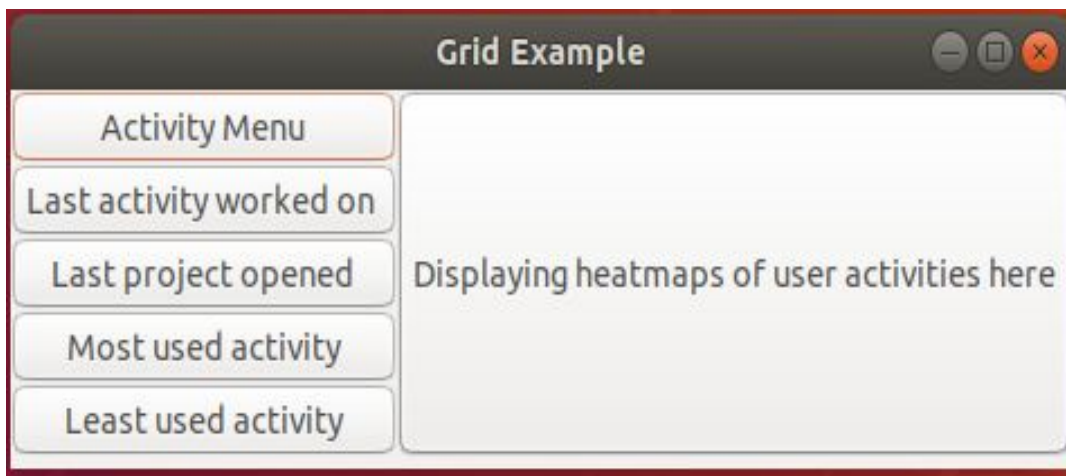 Grid Example
Activity Menu
Last activity worked on
Last project opened
Most used activity
Least used activity
Displaying heatmaps of user activities here